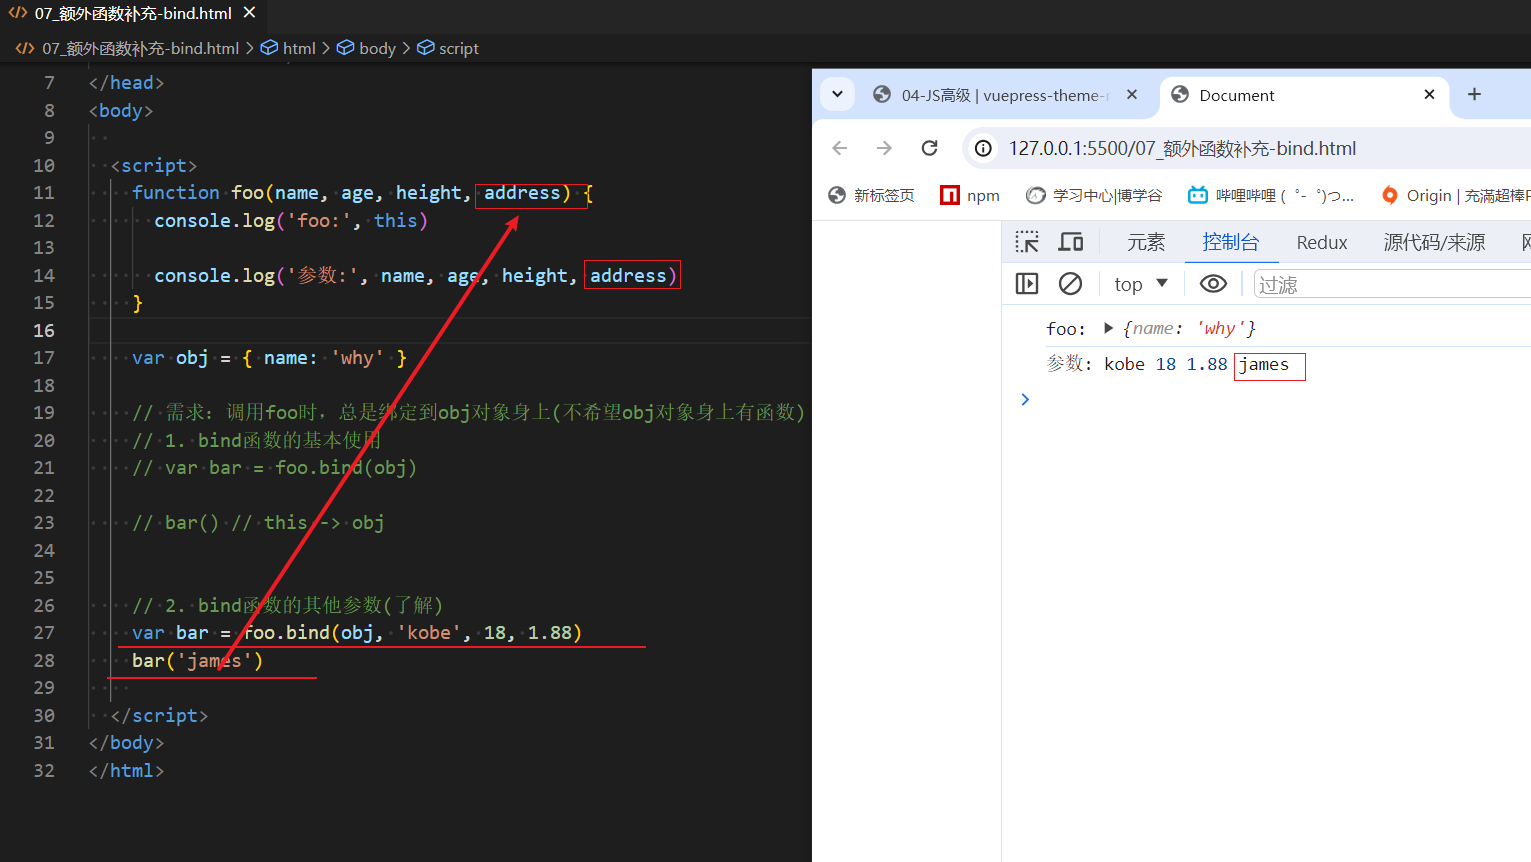 07_额外函数补充-bind.html
07_额外函数补充-bind.html > html > body > script
7 </head>
8 <body>
9
10 <script>
11 function foo(name, age, height, address) {
12 console.log('foo:', this)
13
14 console.log('参数:', name, age, height, address)
15 }
16
17 var obj = { name: 'why' }
18
19 // 需求: 调用foo时, 总是绑定到obj对象身上(不希望obj对象身上有函数)
20 // 1. bind函数的基本使用
21 // var bar = foo.bind(obj)
22
23 // bar() // this -> obj
24
25
26 // 2. bind函数的其他参数(了解)
27 var bar = foo.bind(obj, 'kobe', 18, 1.88)
28 bar('james')
29
30 </script>
31 </body>
32 </html>
04-JS高级 | vuepress-theme-
Document
127.0.0.1:5500/07_额外函数补充-bind.html
新标签页
npm
学习中心|博学谷
哔哩哔哩 (゜-゜)つ...
Origin | 充滿超棒
元素
控制台
Redux
源代码/来源
top
过滤
foo: {name: 'why'}
参数: kobe 18 1.88 james